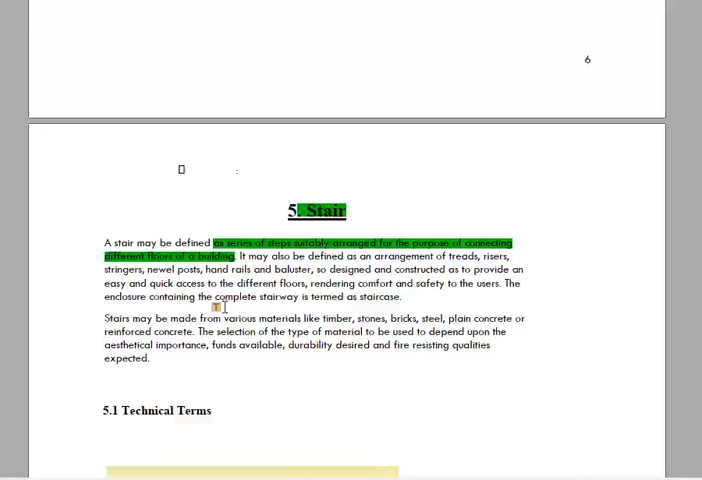 6
:
5. Stair
A stair may be defined as series of steps suitably arranged for the purpose of connecting
different floors of a building. It may also be defined as an arrangement of treads, risers,
stringers, newel posts, hand rails and baluster, so designed and constructed as to provide an
easy and quick access to the different floors, rendering comfort and safety to the users. The
enclosure containing the complete stairway is termed as staircase.
T
Stairs may be made from various materials like timber, stones, bricks, steel, plain concrete or
reinforced concrete. The selection of the type of material to be used to depend upon the
aesthetical importance, funds available, durability desired and fire resisting qualities
expected.
5.1 Technical Terms